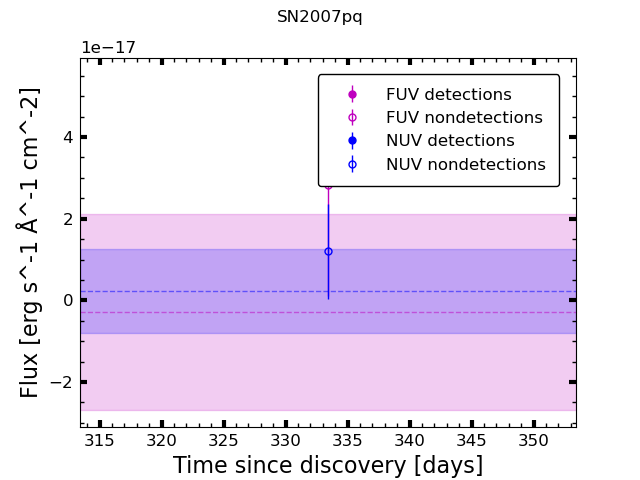 SN2007pq
1e−17
FUV detections
FUV nondetections
NUV detections
NUV nondetections
4
2
0
−2
Flux [erg s^-1 Å^-1 cm^-2]
315 320 325 330 335 340 345 350
Time since discovery [days]